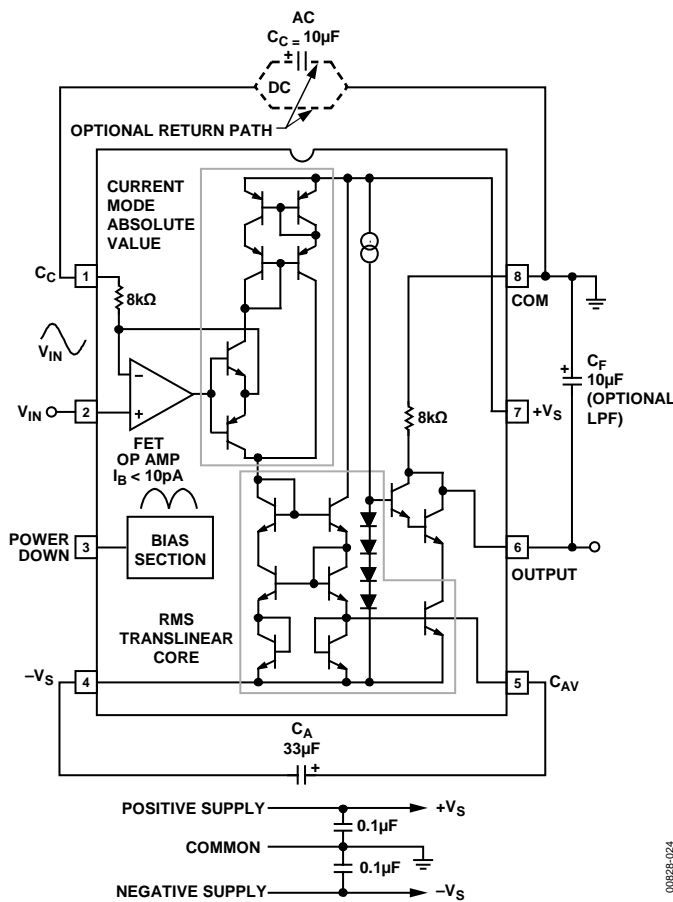 AC
C_C = 10µF
+
DC
OPTIONAL RETURN PATH
CURRENT
MODE
ABSOLUTE
VALUE
C_C
1
8kΩ
8
COM
V_IN
–
+
V_IN
2
FET
OP AMP
I_B < 10pA
8kΩ
+
C_F
10µF
(OPTIONAL
LPF)
7
+V_S
POWER
DOWN
3
BIAS
SECTION
6
OUTPUT
RMS
TRANSLINEAR
CORE
–V_S
4
5
C_AV
C_A
33µF
+
POSITIVE SUPPLY
+V_S
0.1µF
COMMON
0.1µF
NEGATIVE SUPPLY
–V_S
00828-024